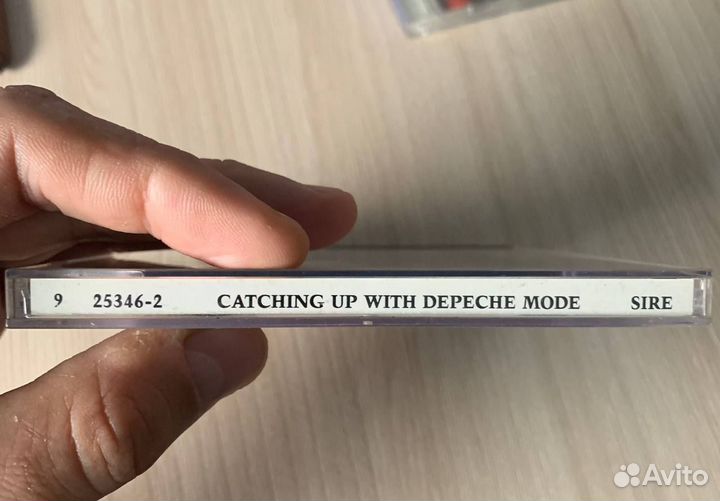 9 25346-2 CATCHING UP WITH DEPECHE MODE SIRE
Avito